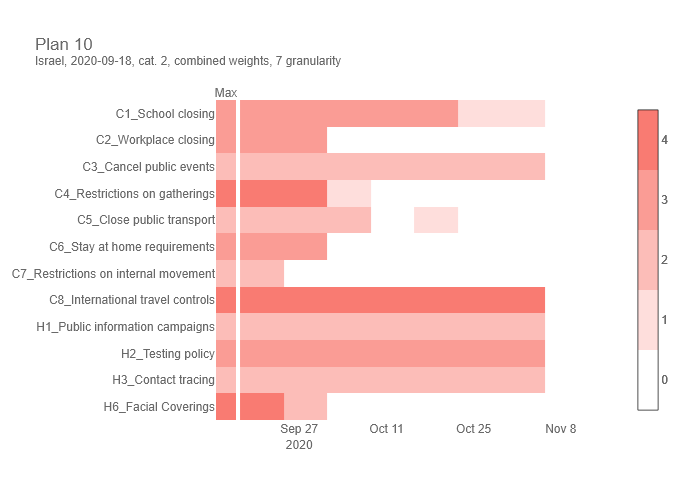 Plan 10
Israel, 2020-09-18, cat. 2, combined weights, 7 granularity
Max
C1_School closing
C2_Workplace closing
C3_Cancel public events
C4_Restrictions on gatherings
C5_Close public transport
C6_Stay at home requirements
C7_Restrictions on internal movement
C8_International travel controls
H1_Public information campaigns
H2_Testing policy
H3_Contact tracing
H6_Facial Coverings
Sep 27 Oct 11 Oct 25 Nov 8
2020
4
3
2
1
0